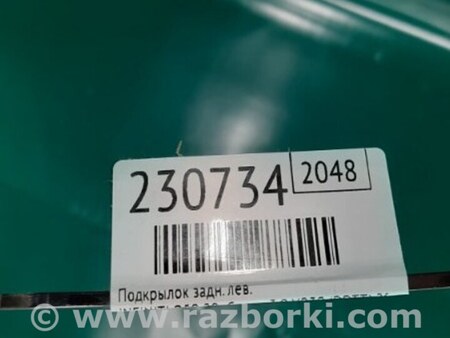 230734 2048
Подкрылок задн.лев.
© www.razborki.com